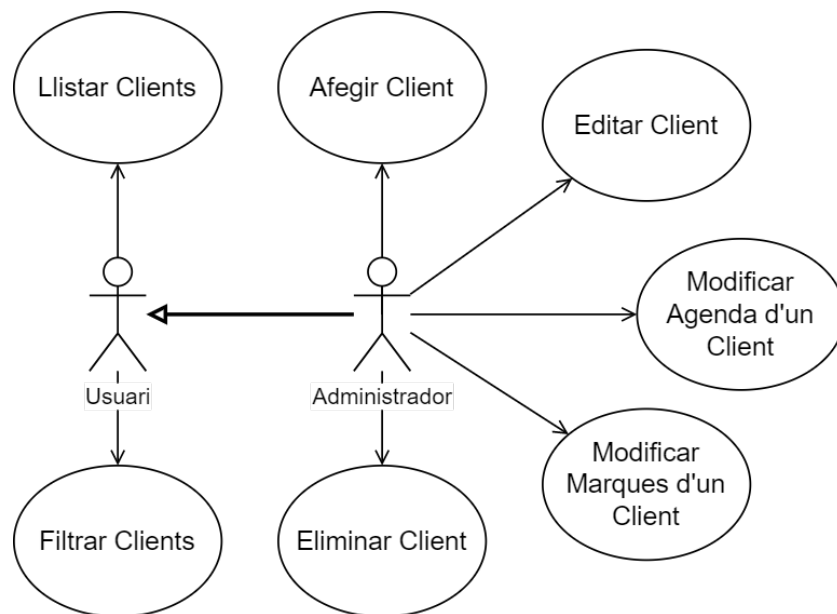 Llistar Clients
Afegir Client
Editar Client
Modificar
Agenda d'un
Client
Usuari
Administrador
Modificar
Marques d'un
Client
Filtrar Clients
Eliminar Client